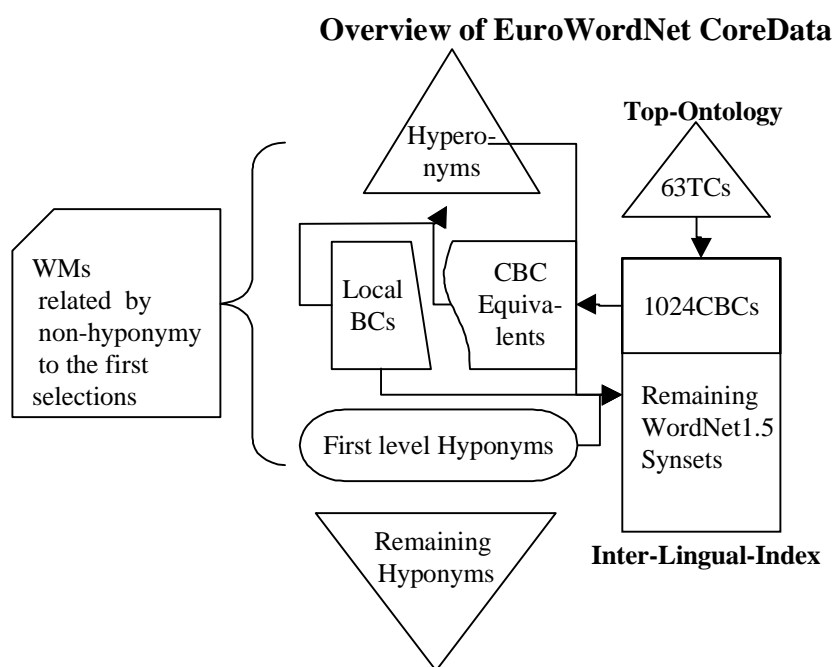 Overview of EuroWordNet CoreData
Top-Ontology
Hypero-
nyms
63TCs
WMs
related by
non-hyponymy
to the first
selections
Local
BCs
CBC
Equiva-
lents
1024CBCs
Remaining
WordNet1.5
Synsets
First level Hyponyms
Remaining
Hyponyms
Inter-Lingual-Index